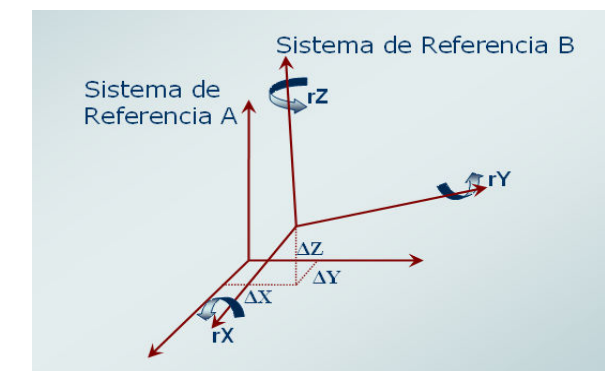 Sistema de Referencia B
Sistema de
Referencia A
rZ
rY
ΔZ
ΔY
ΔX
rX